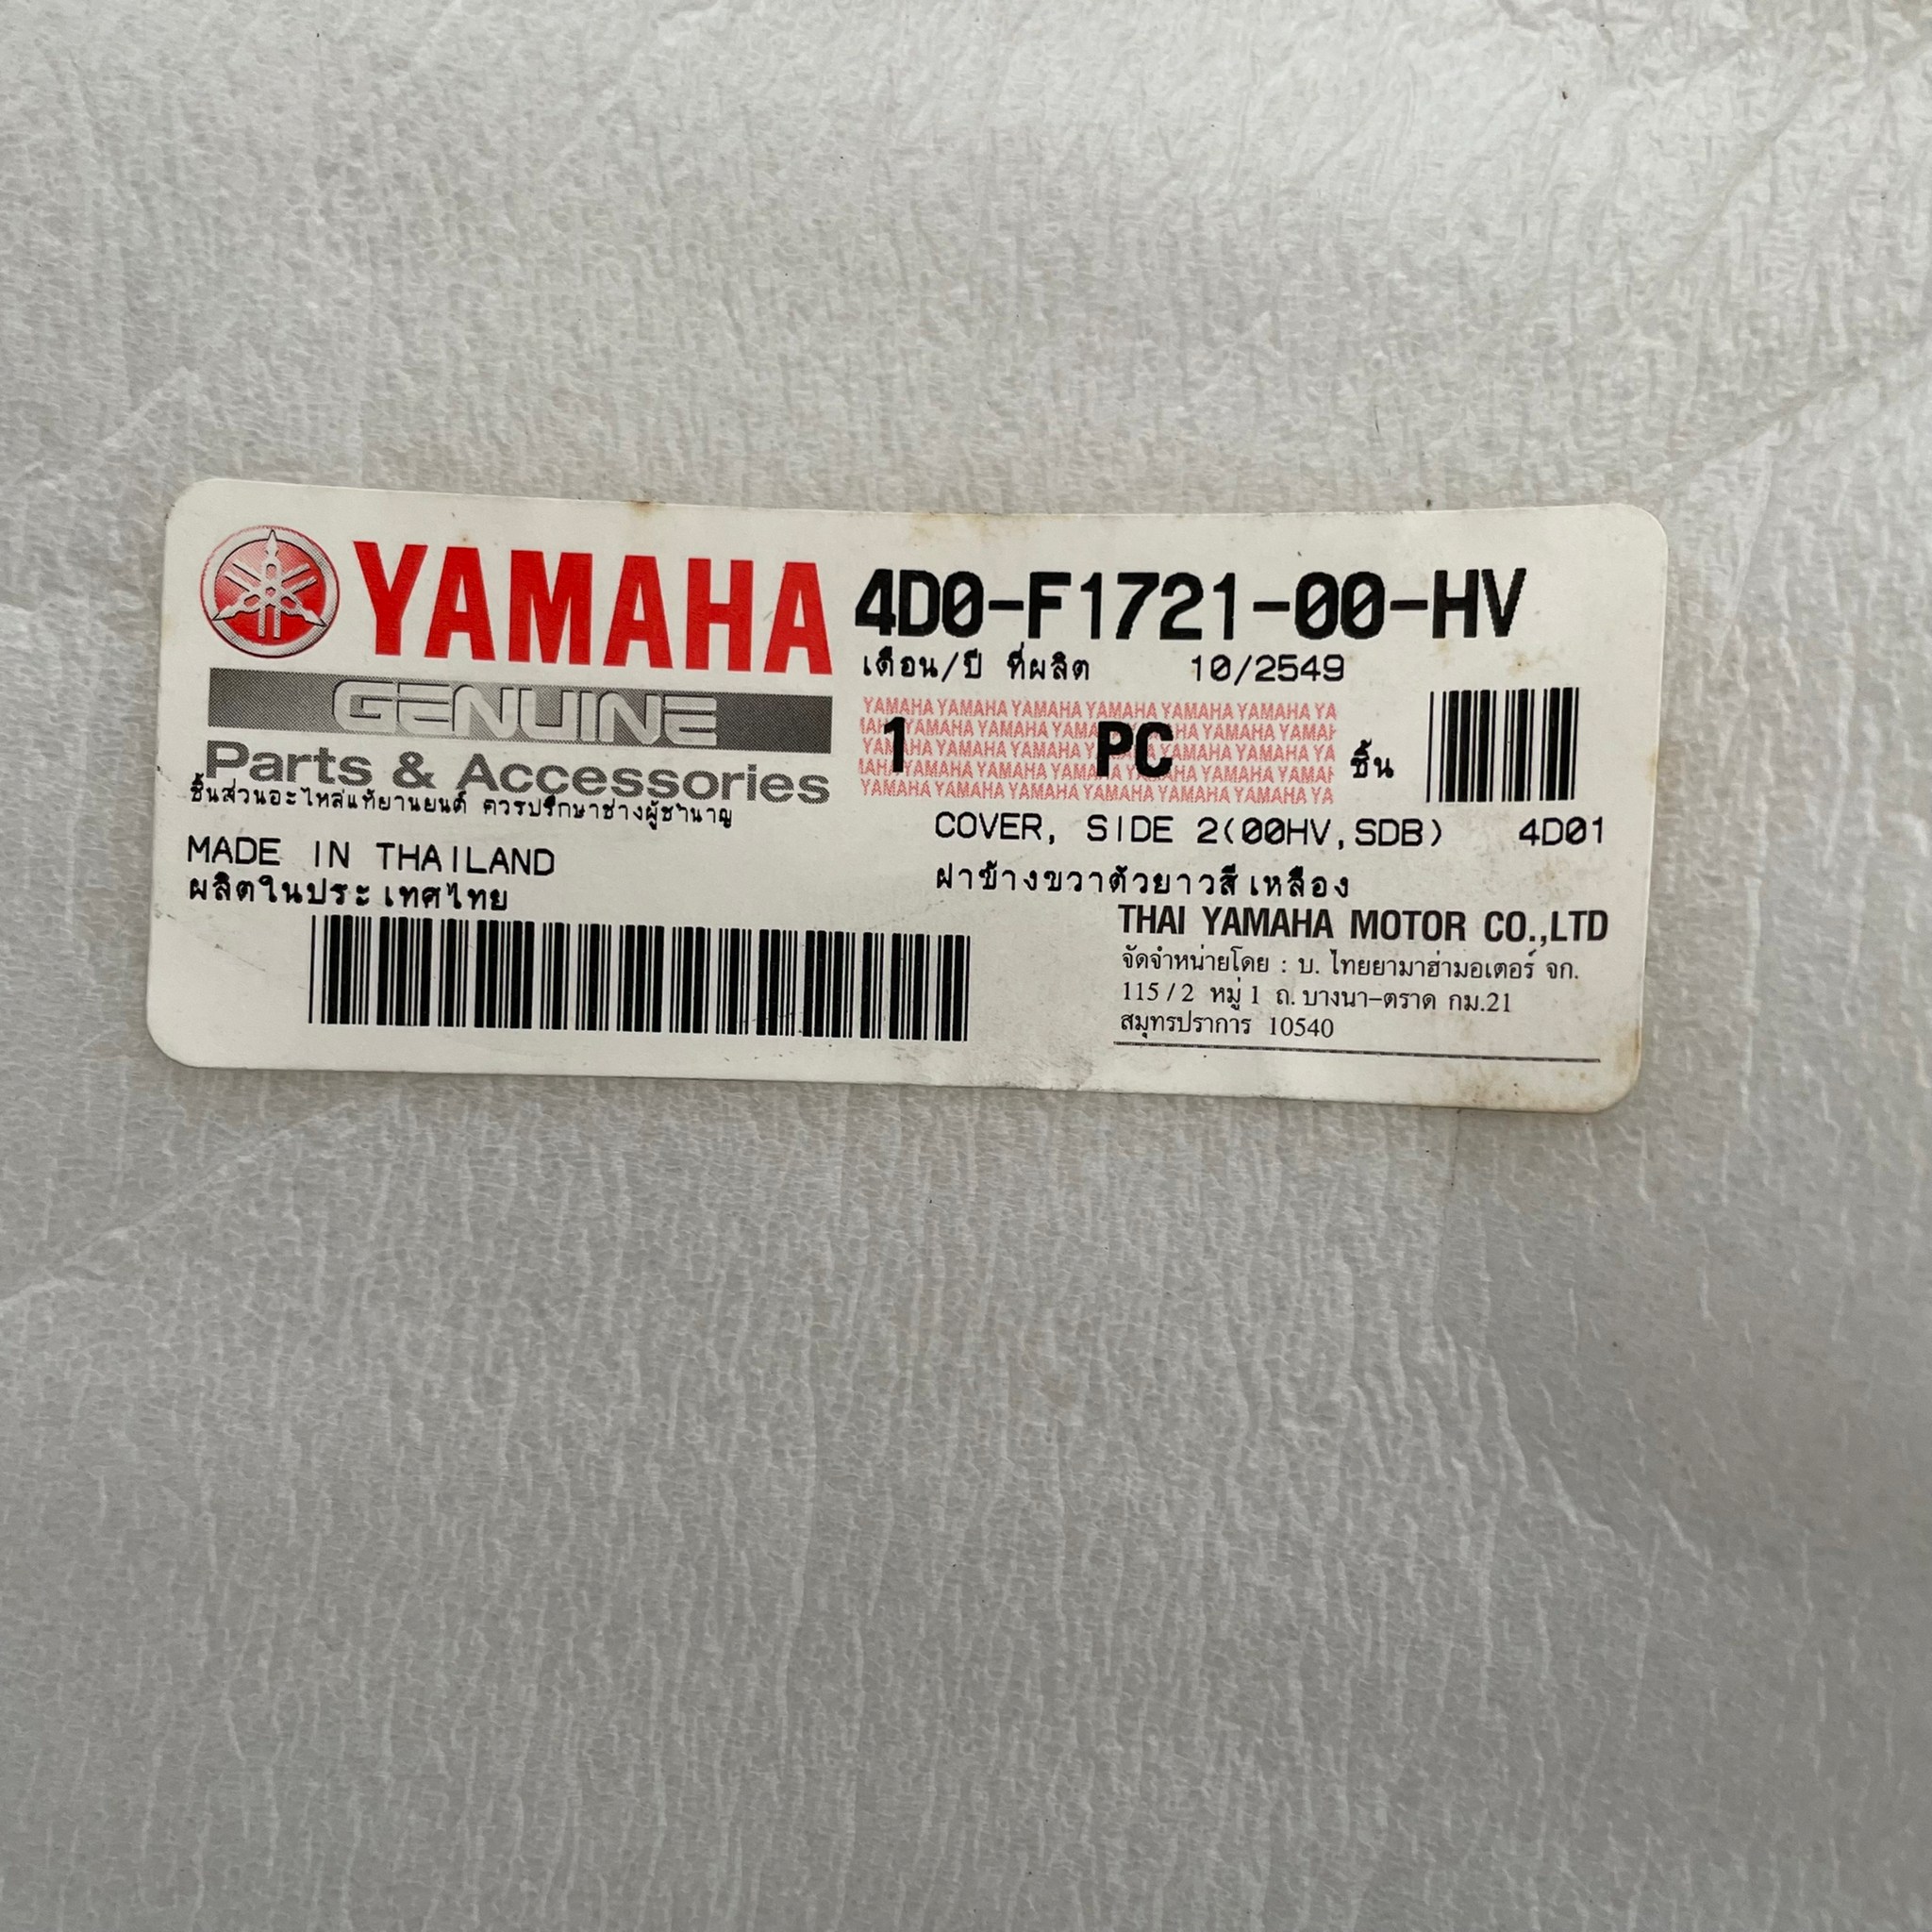 YAMAHA
GENUINE
Parts & Accessories
ชิ้นส่วนอะไหล่แท้ยานยนต์ ควรปรึกษาช่างผู้ชำนาญ
MADE IN THAILAND
ผลิตในประเทศไทย
4D0-F1721-00-HV
เดือน/ปี ที่ผลิต 10/2549
YAMAHA YAMAHA YAMAHA YAMAHA YAMAHA YAMAHA YA
1 PC ชิ้น
COVER, SIDE 2(00HV,SDB) 4D01
ฝาข้างขวาตัวยาวสีเหลือง
THAI YAMAHA MOTOR CO.,LTD
จัดจำหน่ายโดย : บ. ไทยยามาฮ่ามอเตอร์ จก.
115/2 หมู่ 1 ถ.บางนา-ตราด กม.21
สมุทรปราการ 10540